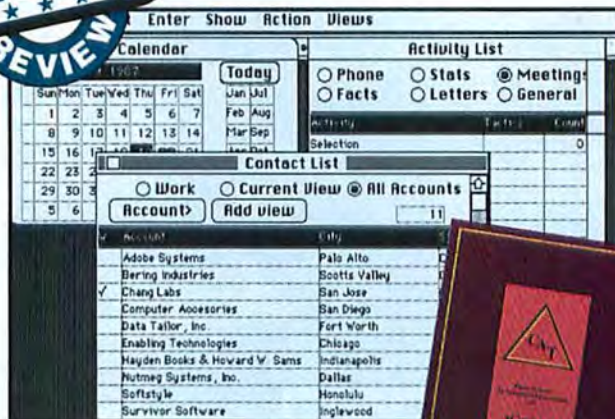 REVIEW
Enter Show Action Views
Calendar
1987
Today
Sun Mon Tue Wed Thu Fri Sat
Jan Jul
1 2 3 4 5 6 7
Feb Aug
8 9 10 11 12 13 14
Mar Sep
15 16
22 23
29 30
5 6
Activity List
Phone Stats Meetings
Facts Letters General
Activity Tactic Count
Selection 0
Contact List
Work Current View All Accounts
Account> Add view 11
Account City
Adobe Systems Palo Alto
Bering Industries Scotts Valley
√ Chang Labs San Jose
Computer Accesories San Diego
Data Tailor, Inc. Fort Worth
Enabling Technologies Chicago
Hayden Books & Howard W. Sams Indianapolis
Nutmeg Systems, Inc. Dallas
Softstyle Honolulu
Survivor Software Inglewood